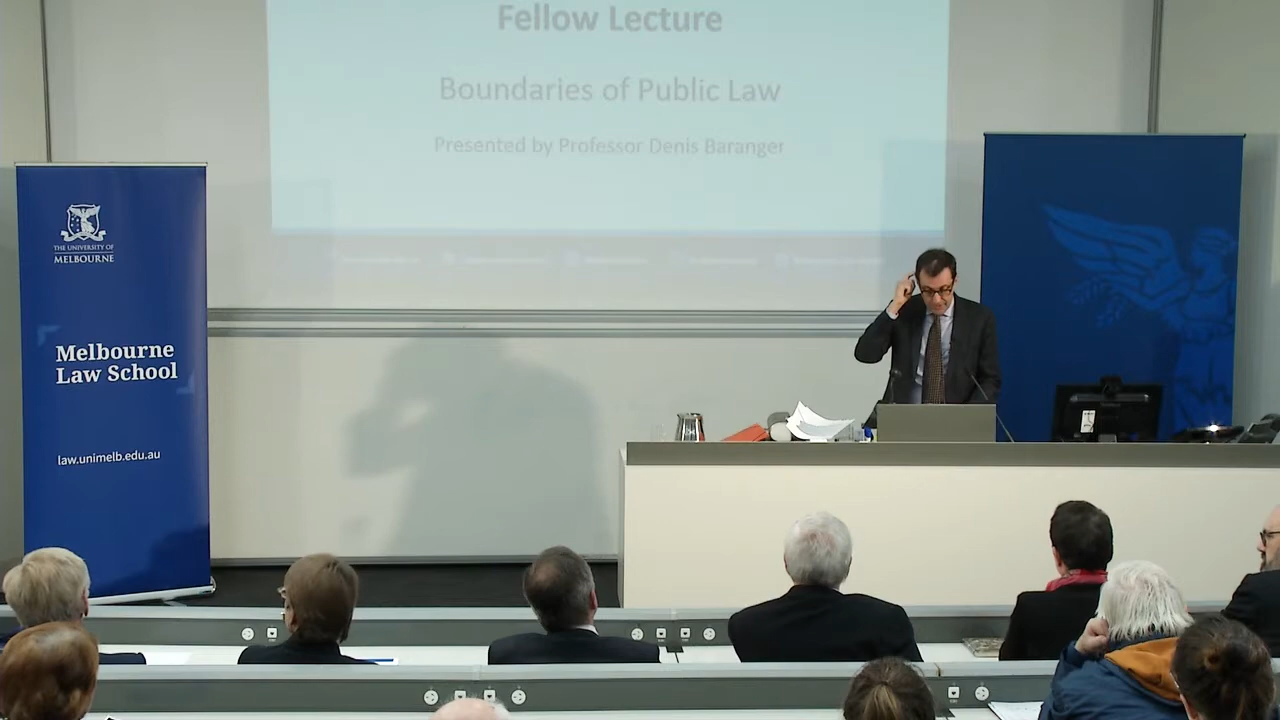 Fellow Lecture
Boundaries of Public Law
Presented by Professor Denis Baranger
THE UNIVERSITY OF
MELBOURNE
Melbourne
Law School
law.unimelb.edu.au